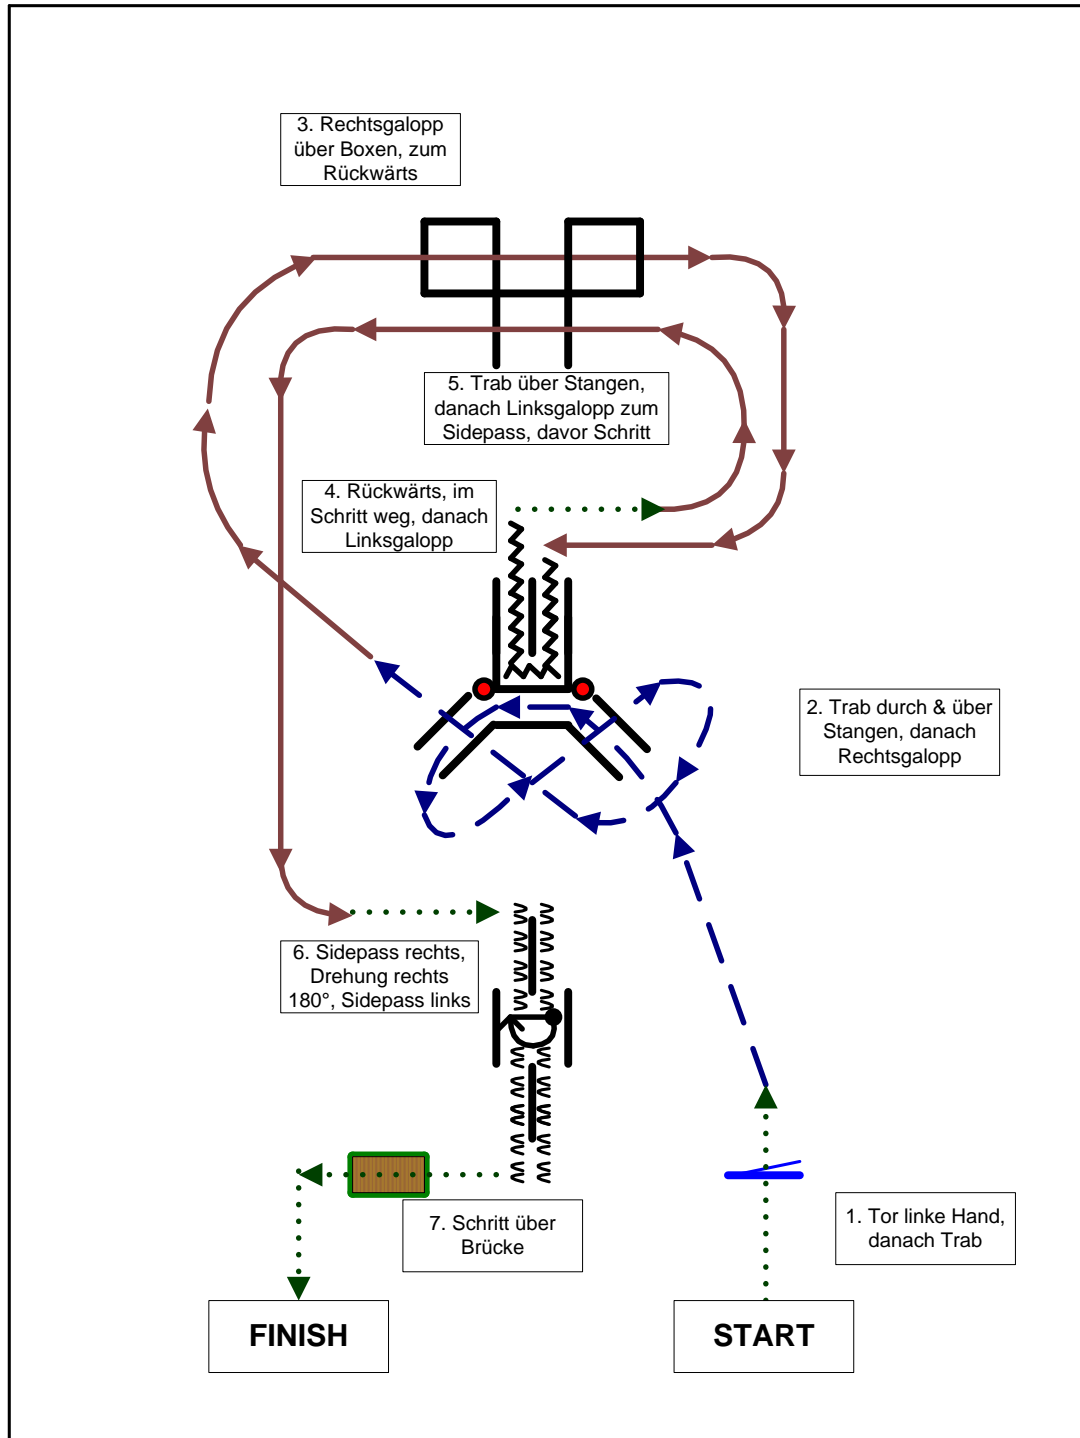 3. Rechtsgalopp
über Boxen, zum
Rückwärts
5. Trab über Stangen,
danach Linksgalopp zum
Sidepass, davor Schritt
4. Rückwärts, im
Schritt weg, danach
Linksgalopp
2. Trab durch & über
Stangen, danach
Rechtsgalopp
6. Sidepass rechts,
Drehung rechts
180°, Sidepass links
7. Schritt über
Brücke
1. Tor linke Hand,
danach Trab
FINISH
START